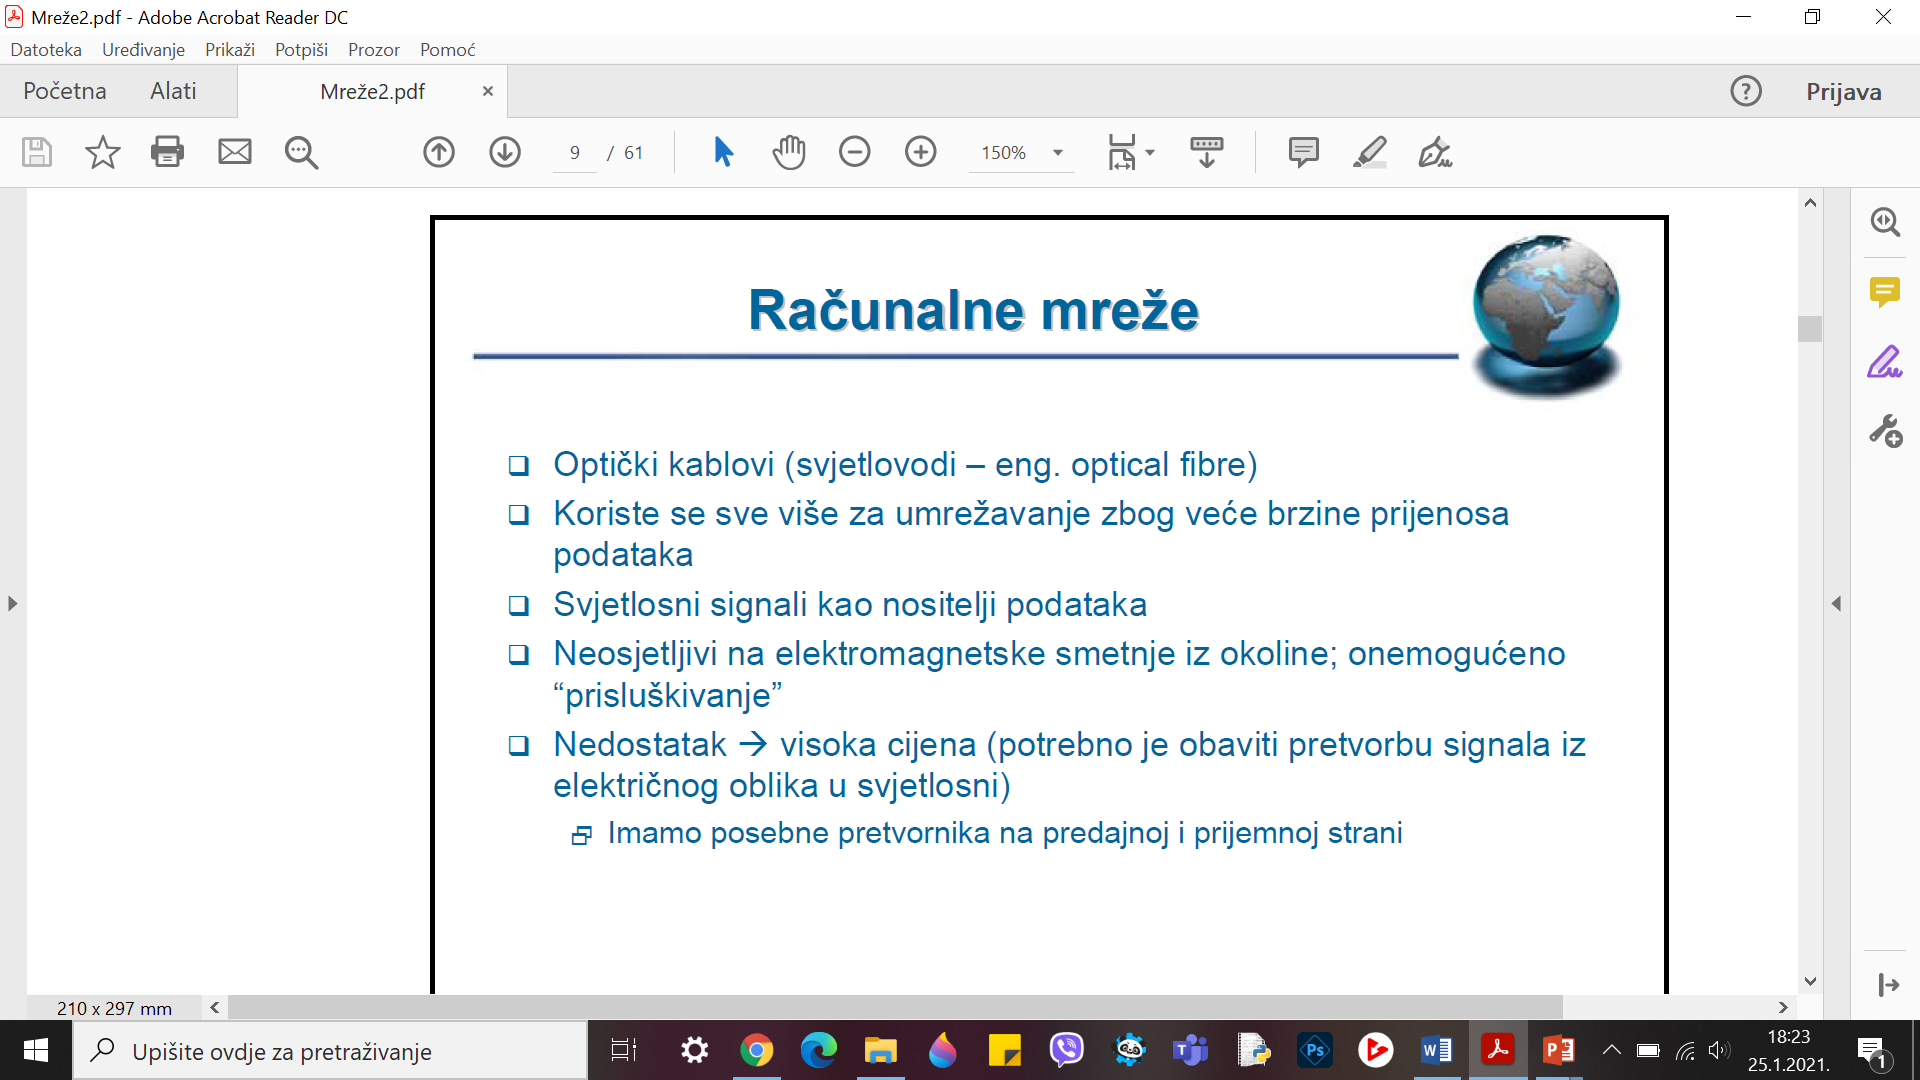 Mreže2.pdf - Adobe Acrobat Reader DC
Datoteka Uređivanje Prikaži Potpiši Prozor Pomoć
Početna Alati Mreže2.pdf × ? Prijava
9 / 61 150%
Računalne mreže
Optički kablovi (svjetlovodi – eng. optical fibre)
Koriste se sve više za umrežavanje zbog veće brzine prijenosa
podataka
Svjetlosni signali kao nositelji podataka
Neosjetljivi na elektromagnetske smetnje iz okoline; onemogućeno
“prisluškivanje”
Nedostatak → visoka cijena (potrebno je obaviti pretvorbu signala iz
električnog oblika u svjetlosni)
Imamo posebne pretvornika na predajnoj i prijemnoj strani
210 x 297 mm
Upišite ovdje za pretraživanje
Ps
18:23
25.1.2021.
1